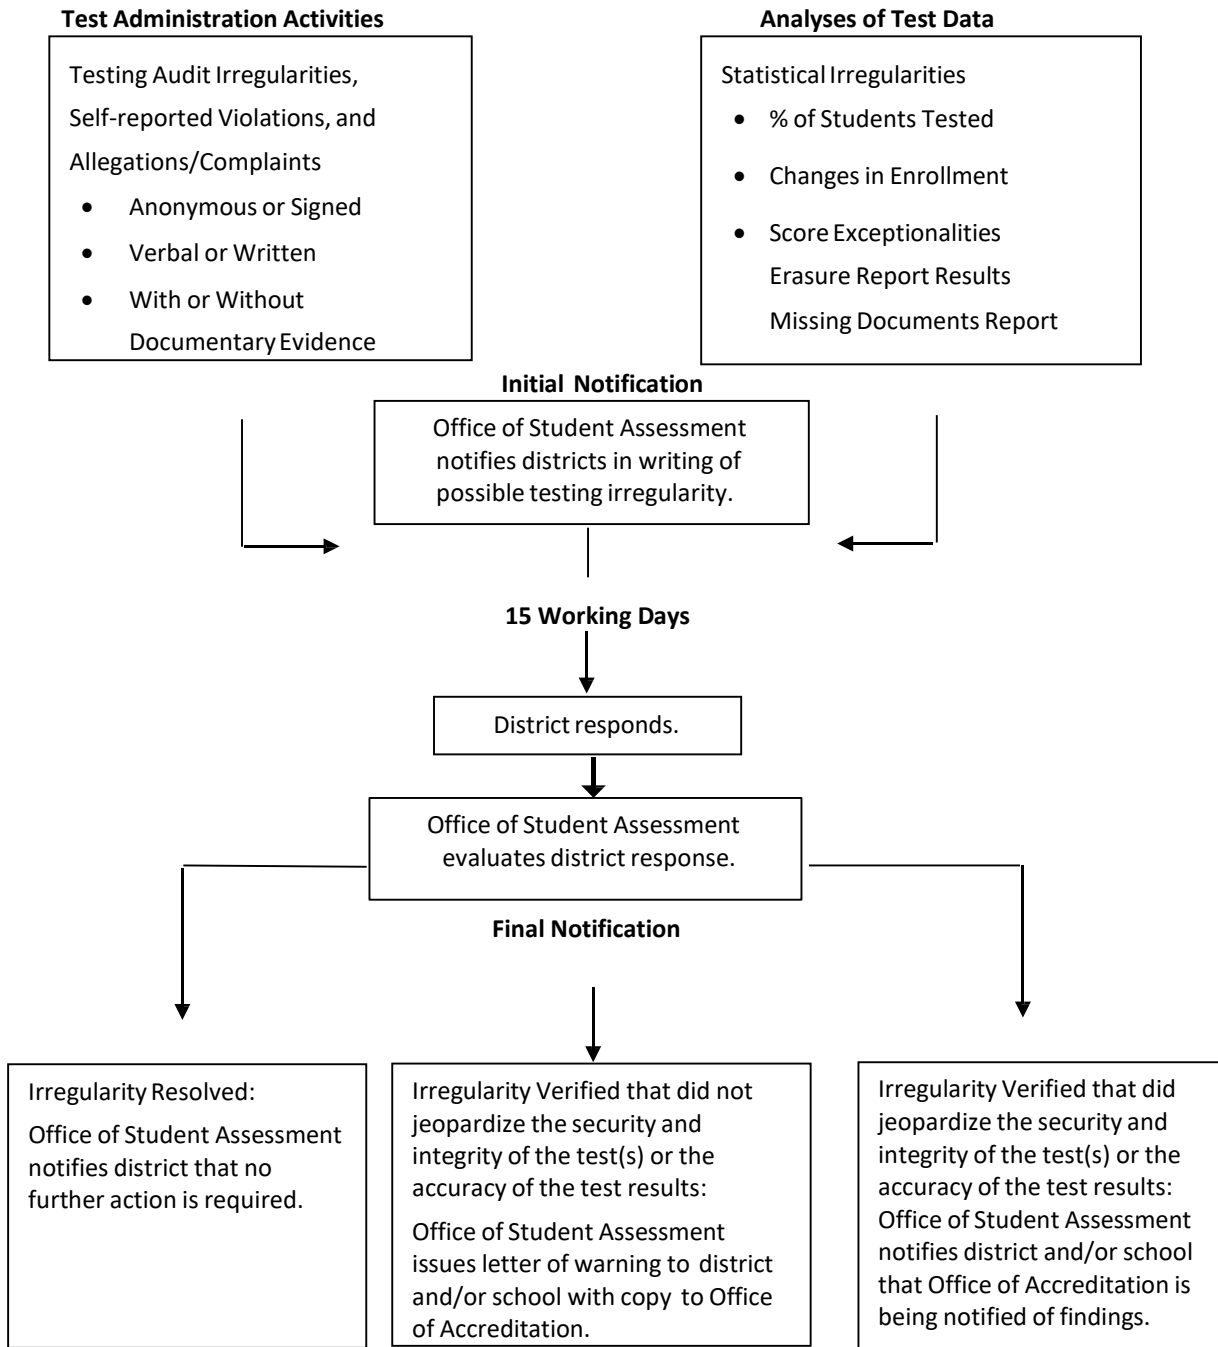 Test Administration Activities
Testing Audit Irregularities,
Self-reported Violations, and
Allegations/Complaints
• Anonymous or Signed
• Verbal or Written
• With or Without
Documentary Evidence
Analyses of Test Data
Statistical Irregularities
• % of Students Tested
• Changes in Enrollment
• Score Exceptionalities
Erasure Report Results
Missing Documents Report
Initial Notification
Office of Student Assessment
notifies districts in writing of
possible testing irregularity.
15 Working Days
District responds.
Office of Student Assessment
evaluates district response.
Final Notification
Irregularity Resolved:
Office of Student Assessment
notifies district that no
further action is required.
Irregularity Verified that did not
jeopardize the security and
integrity of the test(s) or the
accuracy of the test results:
Office of Student Assessment
issues letter of warning to district
and/or school with copy to Office
of Accreditation.
Irregularity Verified that did
jeopardize the security and
integrity of the test(s) or the
accuracy of the test results:
Office of Student Assessment
notifies district and/or school
that Office of Accreditation is
being notified of findings.